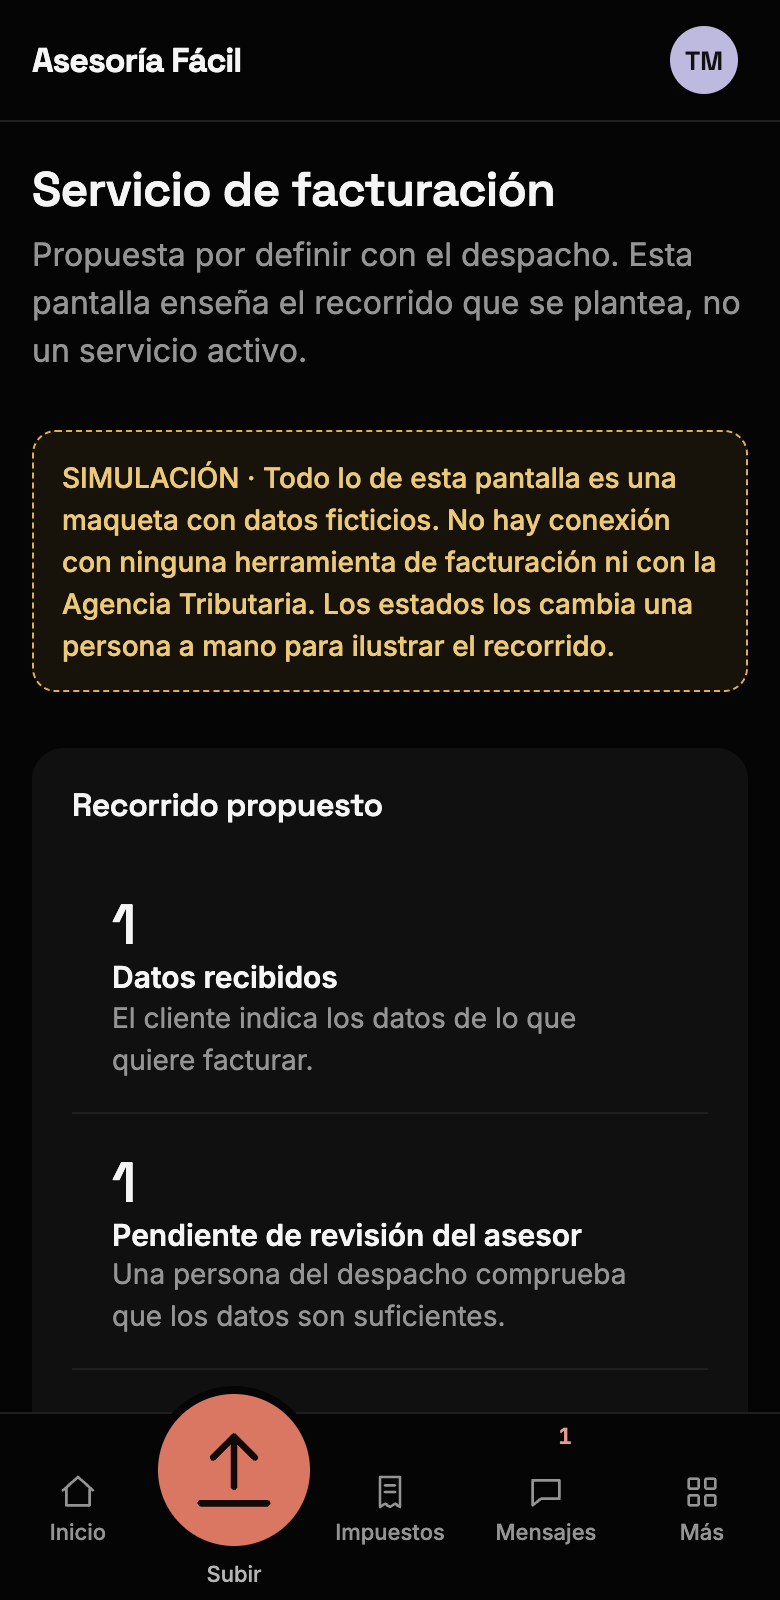 Asesoría Fácil
TM
Servicio de facturación
Propuesta por definir con el despacho. Esta
pantalla enseña el recorrido que se plantea, no
un servicio activo.
SIMULACIÓN · Todo lo de esta pantalla es una
maqueta con datos ficticios. No hay conexión
con ninguna herramienta de facturación ni con la
Agencia Tributaria. Los estados los cambia una
persona a mano para ilustrar el recorrido.
Recorrido propuesto
1
Datos recibidos
El cliente indica los datos de lo que
quiere facturar.
1
Pendiente de revisión del asesor
Una persona del despacho comprueba
que los datos son suficientes.
1
Inicio
Subir
Impuestos
Mensajes
Más